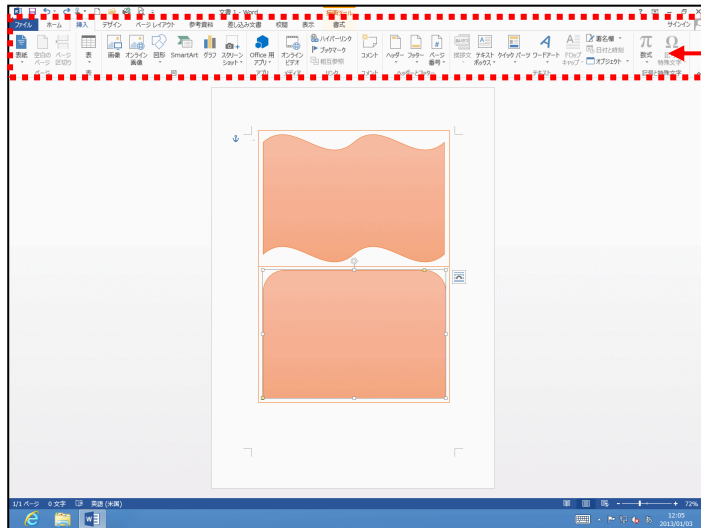 文書 1 - Word
ファイル ホーム 挿入 デザイン ページ レイアウト 参考資料 差し込み文書 校閲 表示 書式 サインイン
表紙 空白の ページ 表 画像 オンライン 図形 SmartArt グラフ スクリーン Office 用 オンライン ハイパーリンク コメント ヘッダー フッター ページ 挨拶文 テキスト クイック パーツ ワードアート ドロップ 署名欄 数式
ページ 区切り 画像 ショット アプリ ビデオ ブックマーク 番号 ボックス キャップ 日付と時刻 特殊文字
相互参照 オブジェクト
ページ 表 図 アプリ メディア リンク コメント ヘッダーとフッター テキスト 記号と特殊文字
1/1 ページ 0 文字 英語 (米国) 72%
12:05
2013/01/03